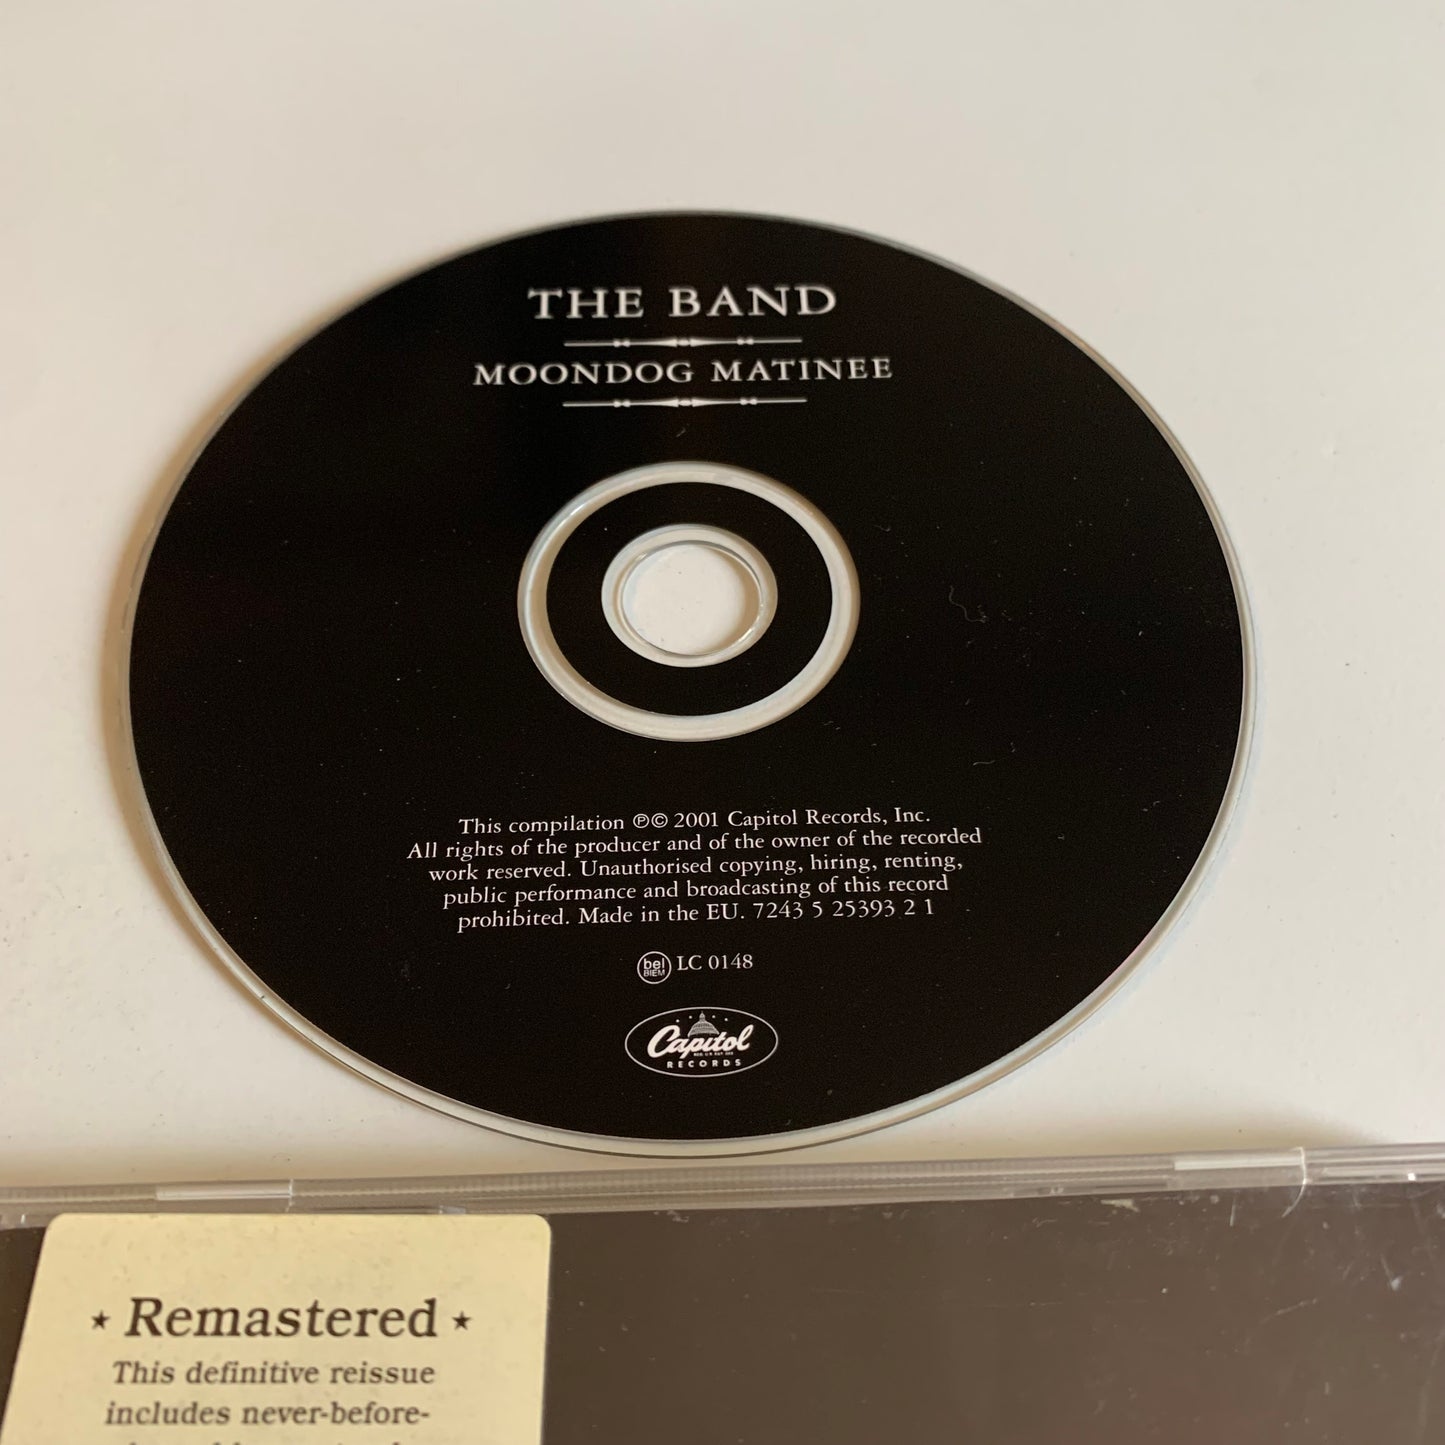 THE BAND
MOONDOG MATINEE
This compilation ℗© 2001 Capitol Records, Inc.
All rights of the producer and of the owner of the recorded
work reserved. Unauthorised copying, hiring, renting,
public performance and broadcasting of this record
prohibited. Made in the EU. 7243 5 25393 2 1
bel
BIEM
LC 0148
Capitol
RECORDS
★ Remastered ★
This definitive reissue
includes never-before-